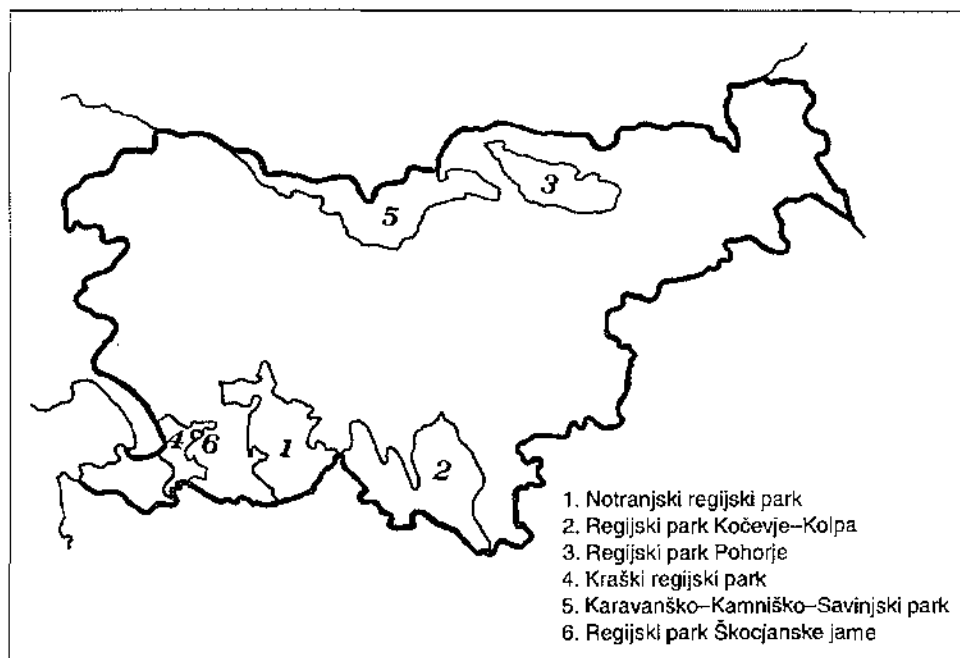 3
5
4
6
1
2
1. Notranjski regijski park
2. Regijski park Kočevje–Kolpa
3. Regijski park Pohorje
4. Kraški regijski park
5. Karavanško–Kamniško–Savinjski park
6. Regijski park Škocjanske jame